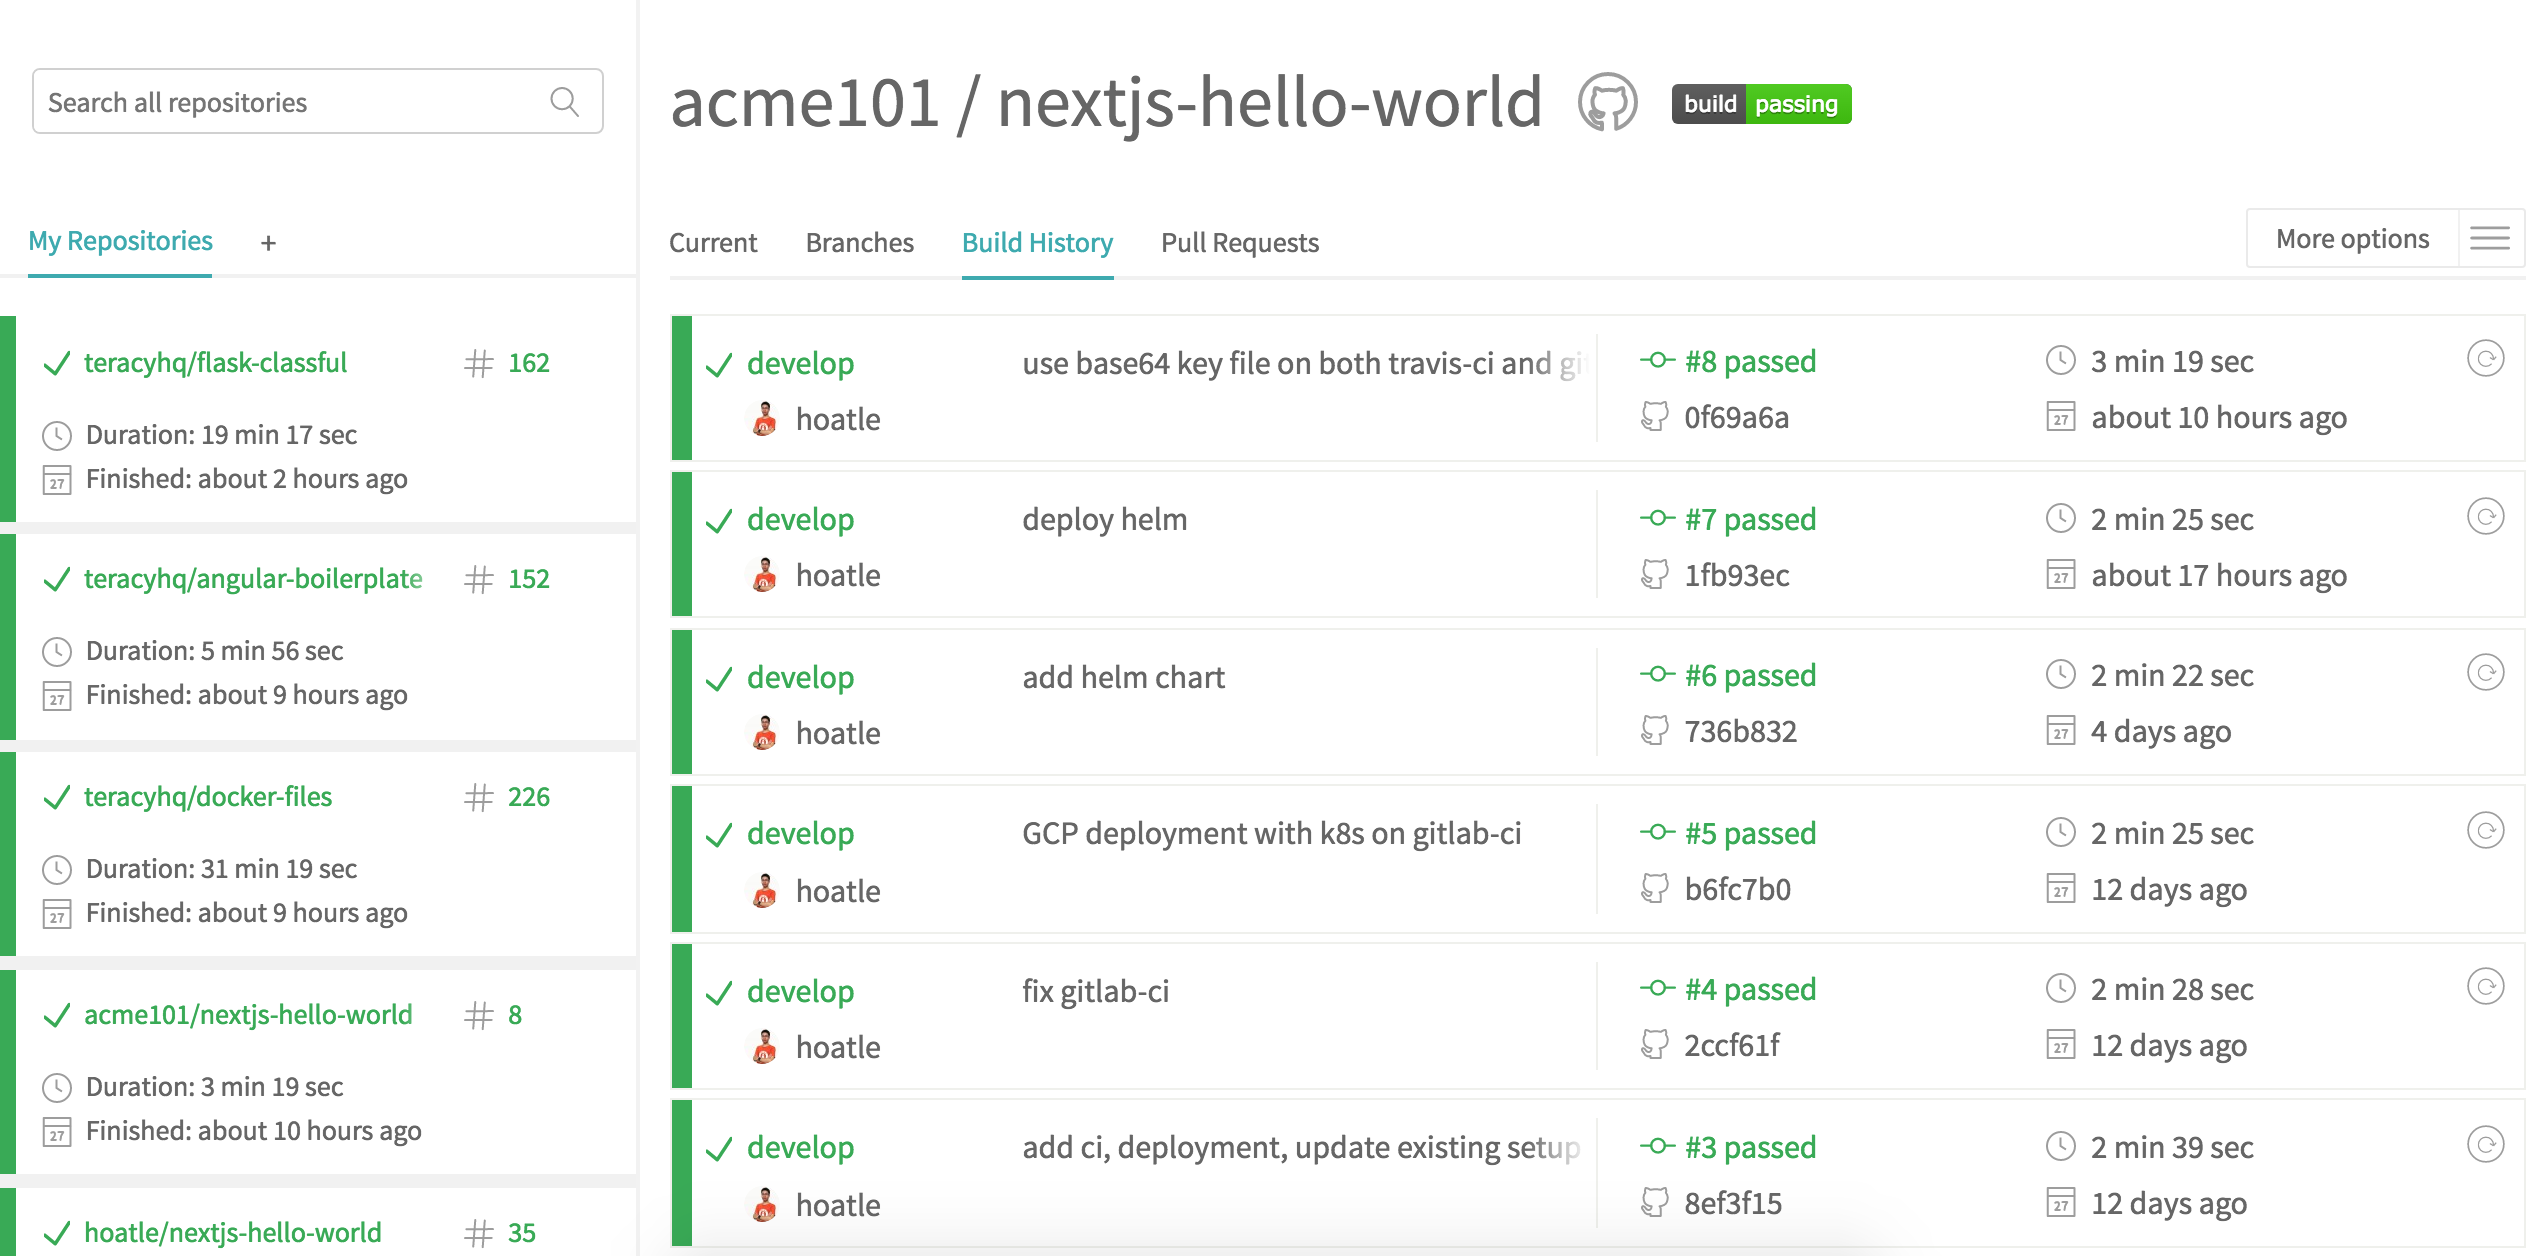 Search all repositories
My Repositories +
teracyhq/flask-classful # 162
Duration: 19 min 17 sec
27 Finished: about 2 hours ago
teracyhq/angular-boilerplate # 152
Duration: 5 min 56 sec
27 Finished: about 9 hours ago
teracyhq/docker-files # 226
Duration: 31 min 19 sec
27 Finished: about 9 hours ago
acme101/nextjs-hello-world # 8
Duration: 3 min 19 sec
27 Finished: about 10 hours ago
hoatle/nextjs-hello-world # 35
acme101 / nextjs-hello-world build passing
Current Branches Build History Pull Requests More options
develop use base64 key file on both travis-ci and #8 passed 3 min 19 sec
hoatle 0f69a6a 27 about 10 hours ago
develop deploy helm #7 passed 2 min 25 sec
hoatle 1fb93ec 27 about 17 hours ago
develop add helm chart #6 passed 2 min 22 sec
hoatle 736b832 27 4 days ago
develop GCP deployment with k8s on gitlab-ci #5 passed 2 min 25 sec
hoatle b6fc7b0 27 12 days ago
develop fix gitlab-ci #4 passed 2 min 28 sec
hoatle 2ccf61f 27 12 days ago
develop add ci, deployment, update existing setup #3 passed 2 min 39 sec
hoatle 8ef3f15 27 12 days ago